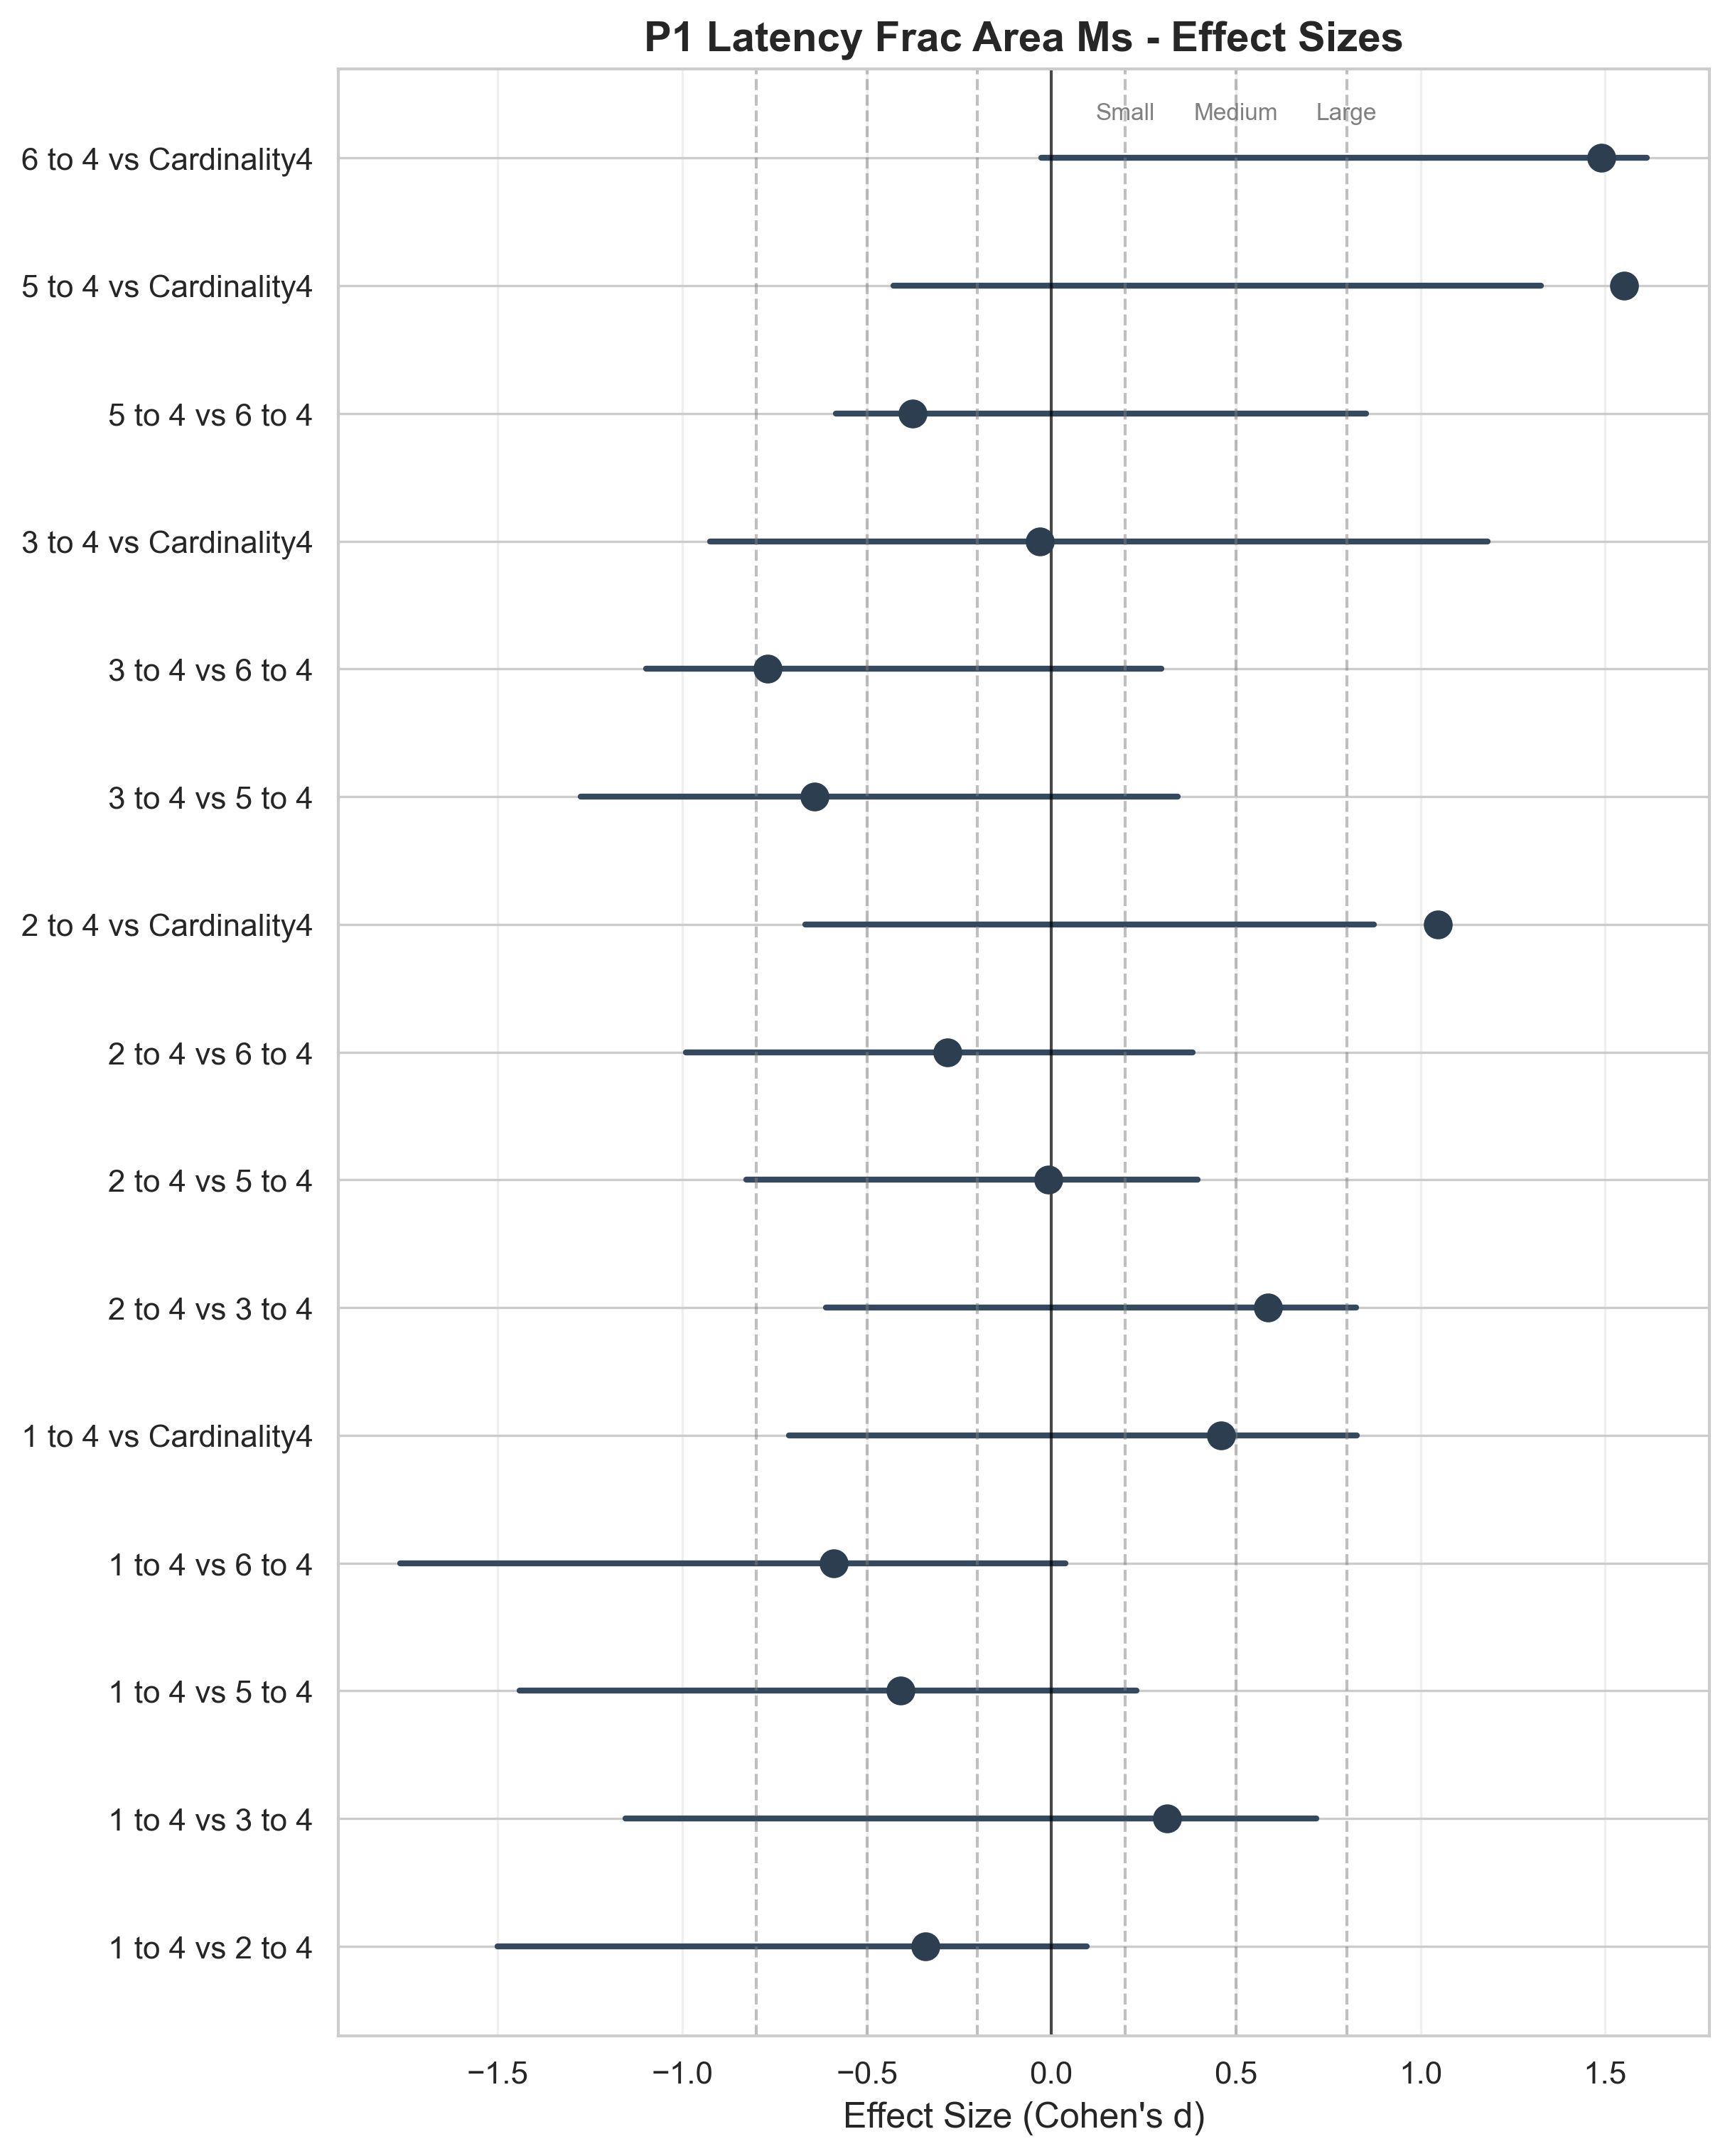 P1 Latency Frac Area Ms - Effect Sizes
Small Medium Large
6 to 4 vs Cardinality4
5 to 4 vs Cardinality4
5 to 4 vs 6 to 4
3 to 4 vs Cardinality4
3 to 4 vs 6 to 4
3 to 4 vs 5 to 4
2 to 4 vs Cardinality4
2 to 4 vs 6 to 4
2 to 4 vs 5 to 4
2 to 4 vs 3 to 4
1 to 4 vs Cardinality4
1 to 4 vs 6 to 4
1 to 4 vs 5 to 4
1 to 4 vs 3 to 4
1 to 4 vs 2 to 4
−1.5 −1.0 −0.5 0.0 0.5 1.0 1.5
Effect Size (Cohen's d)